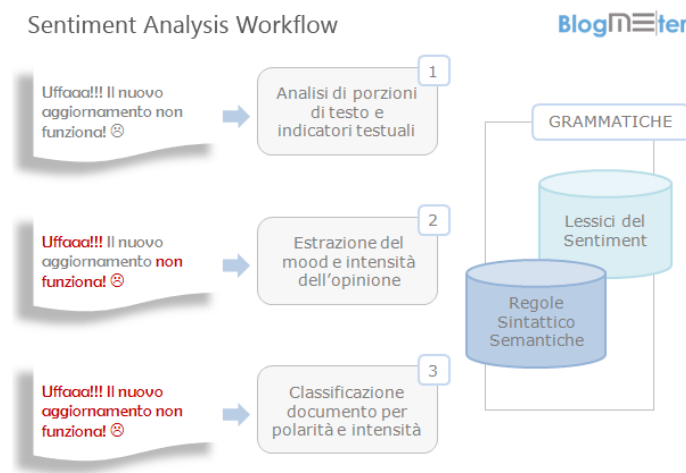 Sentiment Analysis Workflow
BlogMEter
Uffaaa!!! Il nuovo
aggiornamento non
funziona! ☹
1
Analisi di porzioni
di testo e
indicatori testuali
Uffaaa!!! Il nuovo
aggiornamento non
funziona! ☹
2
Estrazione del
mood e intensità
dell'opinione
Uffaaa!!! Il nuovo
aggiornamento non
funziona! ☹
3
Classificazione
documento per
polarità e intensità
GRAMMATICHE
Lessici del
Sentiment
Regole
Sintattico
Semantiche